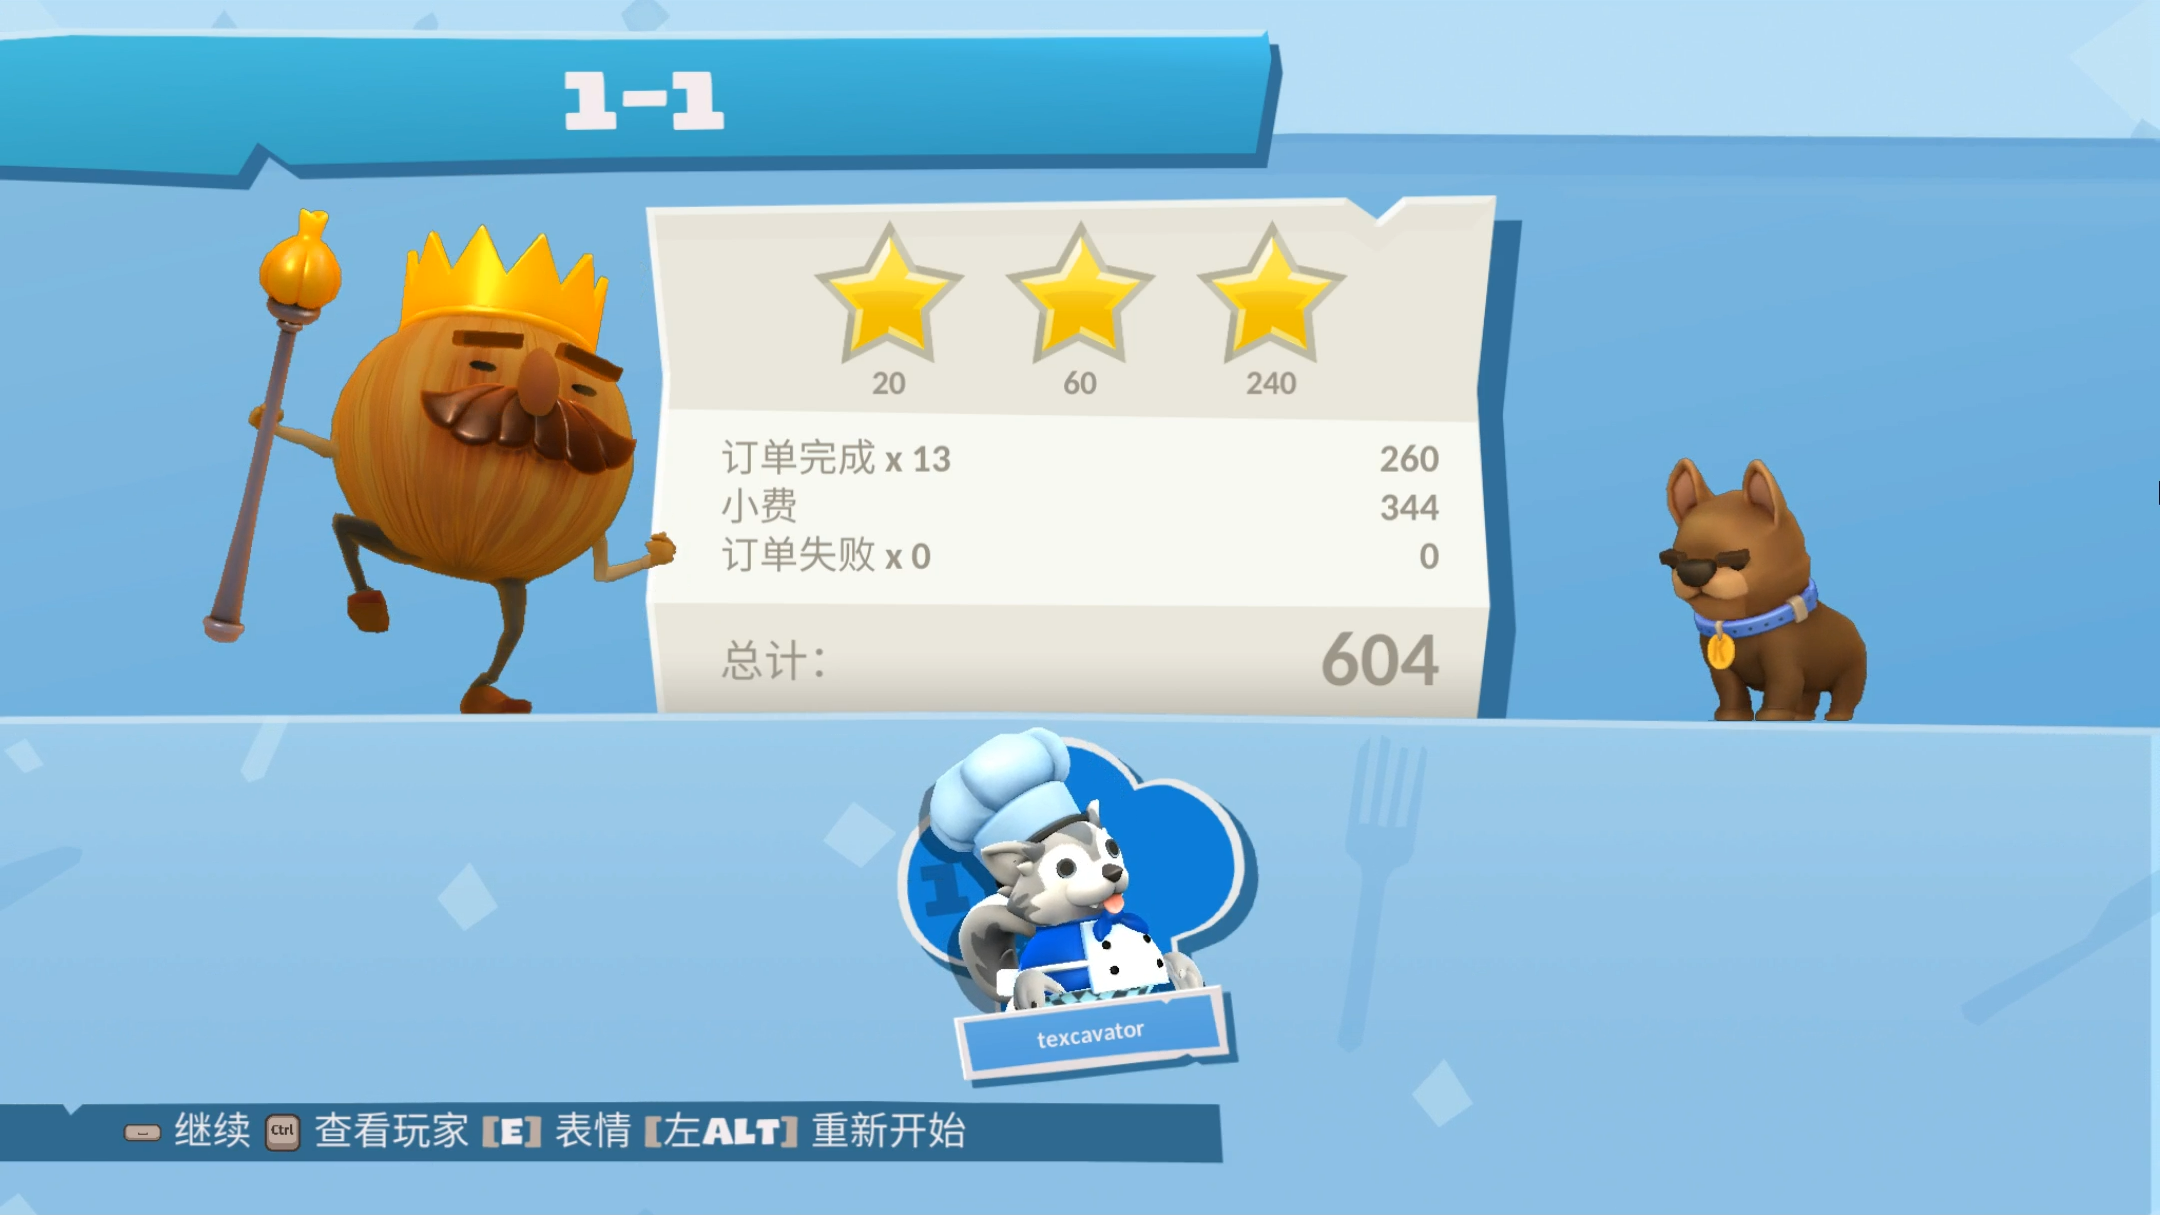 1-1
20 60 240
订单完成 x 13 260
小费 344
订单失败 x 0 0
总计: 604
1
K
texcavator
Ctrl
继续 查看玩家 [E] 表情 [左ALT] 重新开始